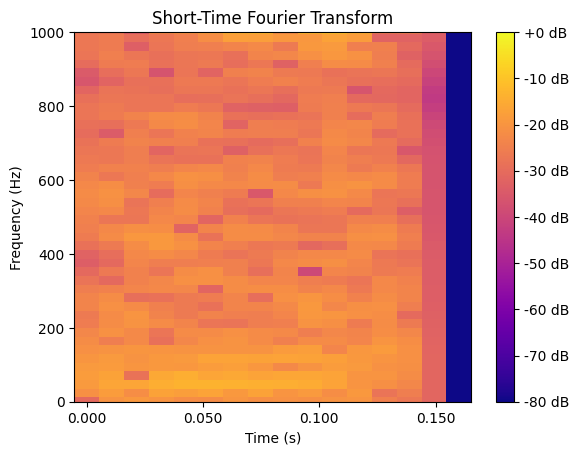 Short-Time Fourier Transform
Frequency (Hz)
1000
800
600
400
200
0
0.000
0.050
0.100
0.150
Time (s)
+0 dB
-10 dB
-20 dB
-30 dB
-40 dB
-50 dB
-60 dB
-70 dB
-80 dB